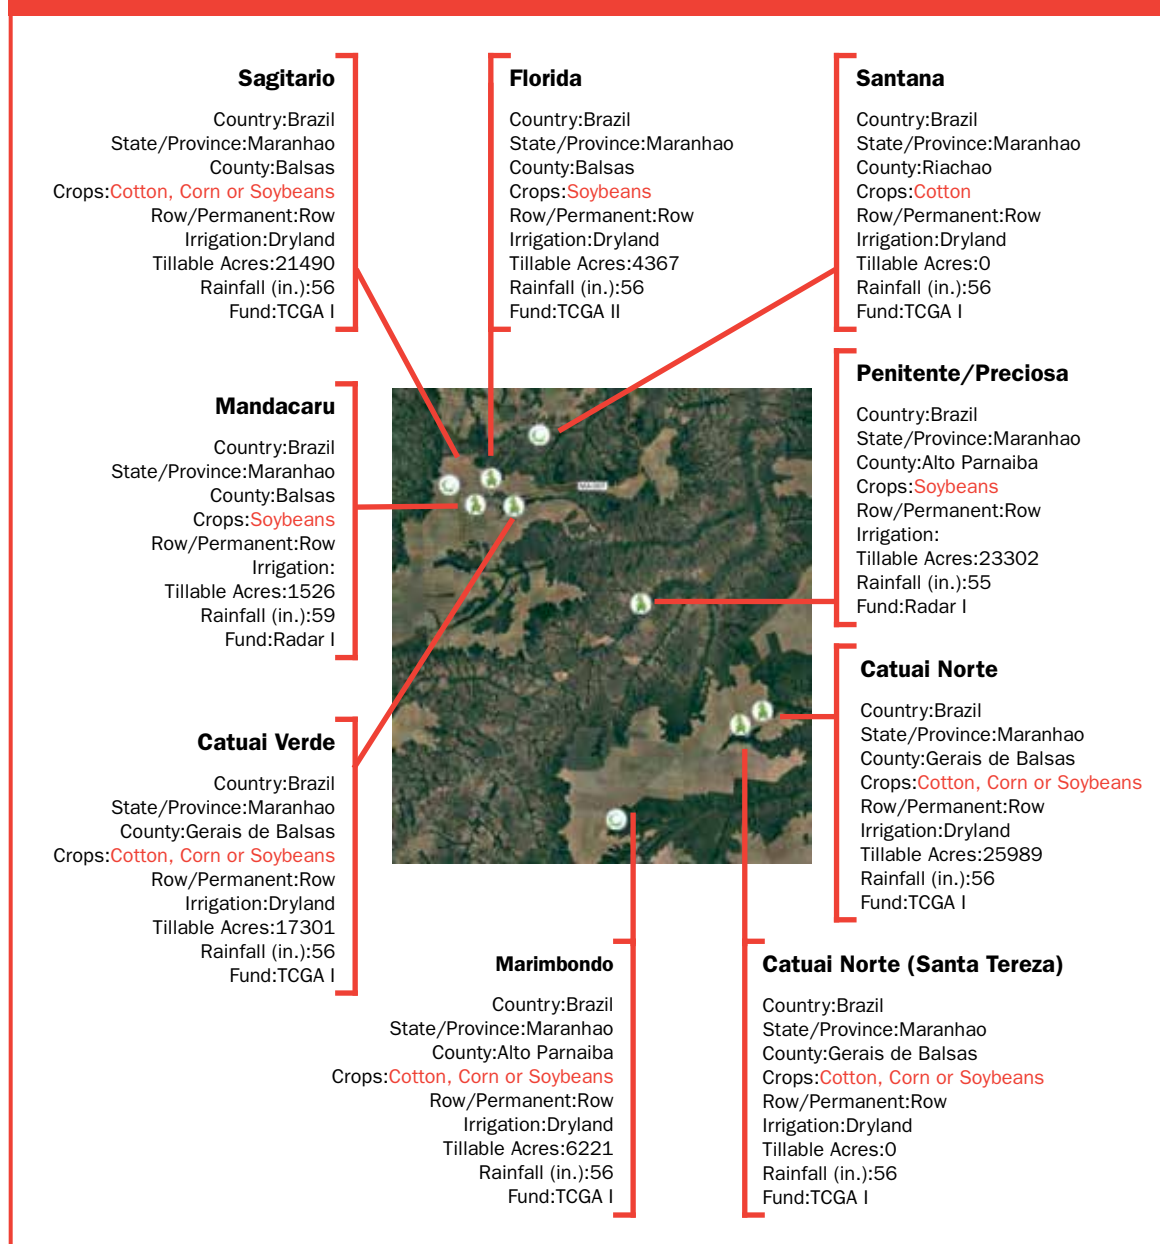 Sagitario
Country:Brazil
State/Province:Maranhao
County:Balsas
Crops:Cotton, Corn or Soybeans
Row/Permanent:Row
Irrigation:Dryland
Tillable Acres:21490
Rainfall (in.):56
Fund:TCGA I
Florida
Country:Brazil
State/Province:Maranhao
County:Balsas
Crops:Soybeans
Row/Permanent:Row
Irrigation:Dryland
Tillable Acres:4367
Rainfall (in.):56
Fund:TCGA II
Santana
Country:Brazil
State/Province:Maranhao
County:Riachao
Crops:Cotton
Row/Permanent:Row
Irrigation:Dryland
Tillable Acres:0
Rainfall (in.):56
Fund:TCGA I
Mandacaru
Country:Brazil
State/Province:Maranhao
County:Balsas
Crops:Soybeans
Row/Permanent:Row
Irrigation:
Tillable Acres:1526
Rainfall (in.):59
Fund:Radar I
Penitente/Preciosa
Country:Brazil
State/Province:Maranhao
County:Alto Parnaiba
Crops:Soybeans
Row/Permanent:Row
Irrigation:
Tillable Acres:23302
Rainfall (in.):55
Fund:Radar I
Catuai Verde
Country:Brazil
State/Province:Maranhao
County:Gerais de Balsas
Crops:Cotton, Corn or Soybeans
Row/Permanent:Row
Irrigation:Dryland
Tillable Acres:17301
Rainfall (in.):56
Fund:TCGA I
Catuai Norte
Country:Brazil
State/Province:Maranhao
County:Gerais de Balsas
Crops:Cotton, Corn or Soybeans
Row/Permanent:Row
Irrigation:Dryland
Tillable Acres:25989
Rainfall (in.):56
Fund:TCGA I
Marimbondo
Country:Brazil
State/Province:Maranhao
County:Alto Parnaiba
Crops:Cotton, Corn or Soybeans
Row/Permanent:Row
Irrigation:Dryland
Tillable Acres:6221
Rainfall (in.):56
Fund:TCGA I
Catuai Norte (Santa Tereza)
Country:Brazil
State/Province:Maranhao
County:Gerais de Balsas
Crops:Cotton, Corn or Soybeans
Row/Permanent:Row
Irrigation:Dryland
Tillable Acres:0
Rainfall (in.):56
Fund:TCGA I